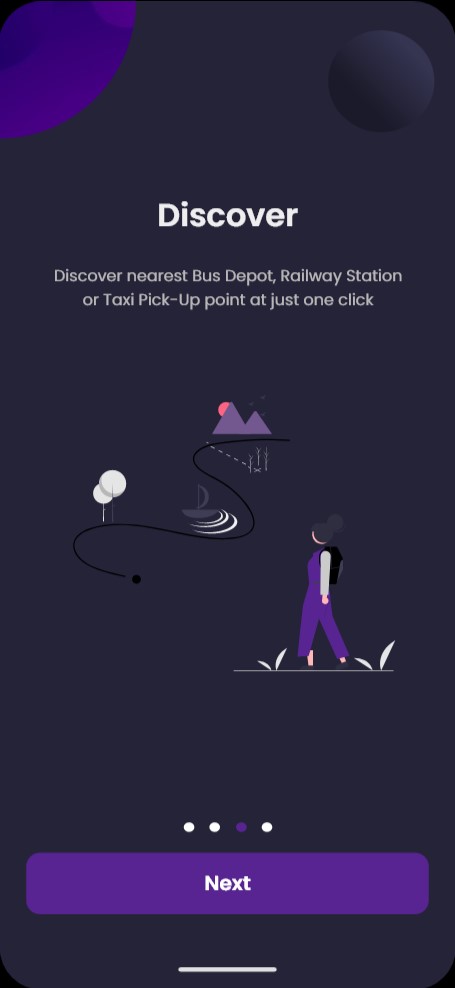 Discover
Discover nearest Bus Depot, Railway Station
or Taxi Pick-Up point at just one click
Next